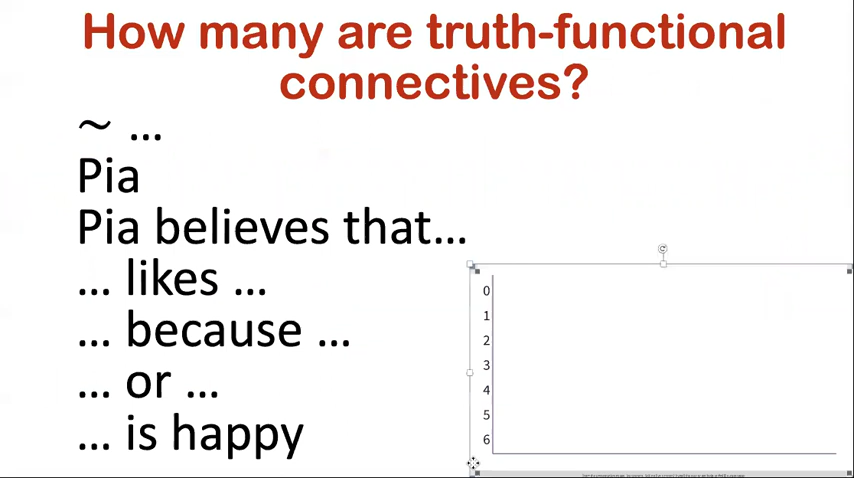 How many are truth-functional
connectives?
~ ...
Pia
Pia believes that...
... likes ...
... because ...
... or ...
... is happy
0
1
2
3
4
5
6